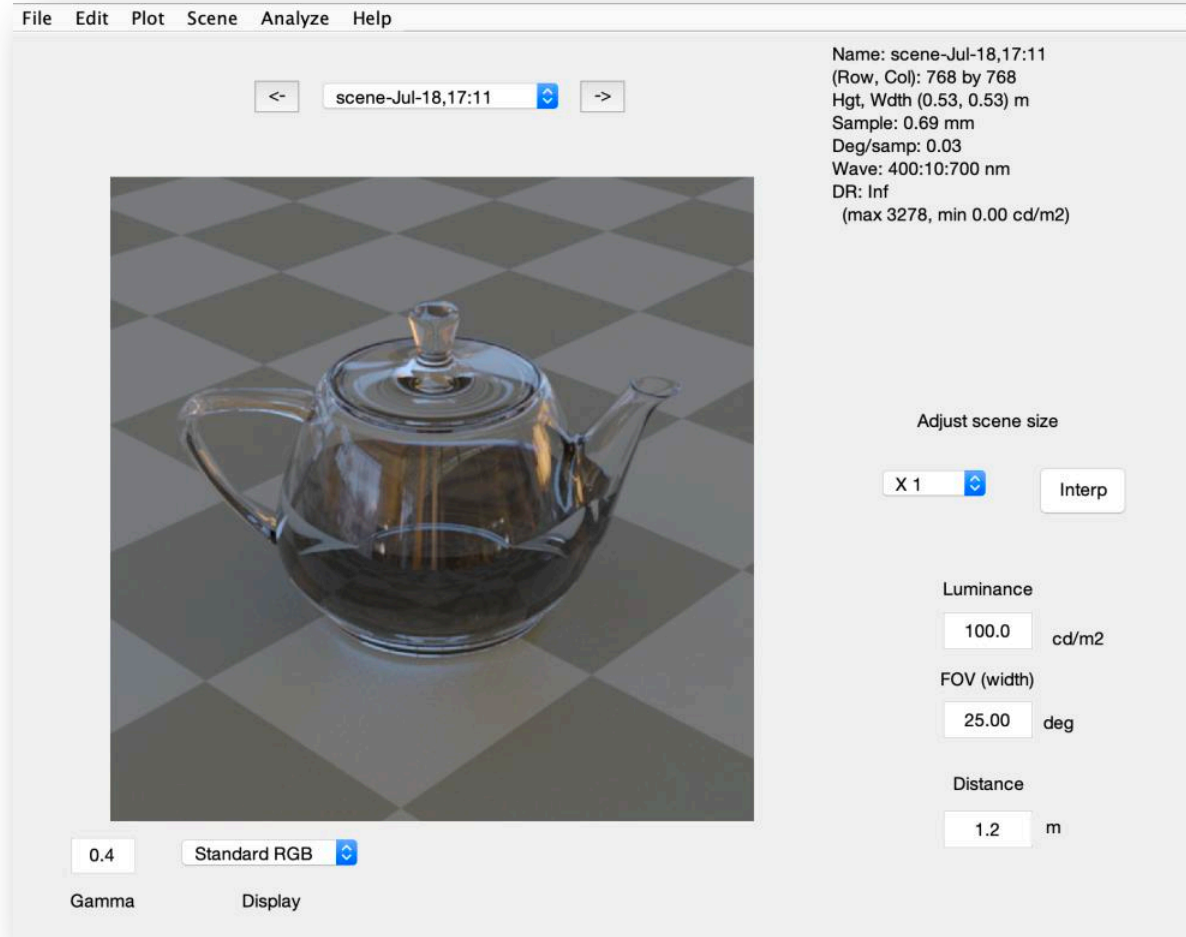 File Edit Plot Scene Analyze Help
<- scene-Jul-18,17:11 ->
Name: scene-Jul-18,17:11
(Row, Col): 768 by 768
Hgt, Wdth (0.53, 0.53) m
Sample: 0.69 mm
Deg/samp: 0.03
Wave: 400:10:700 nm
DR: Inf
(max 3278, min 0.00 cd/m2)
Adjust scene size
X 1 Interp
Luminance
100.0 cd/m2
FOV (width)
25.00 deg
Distance
1.2 m
0.4 Standard RGB
Gamma Display